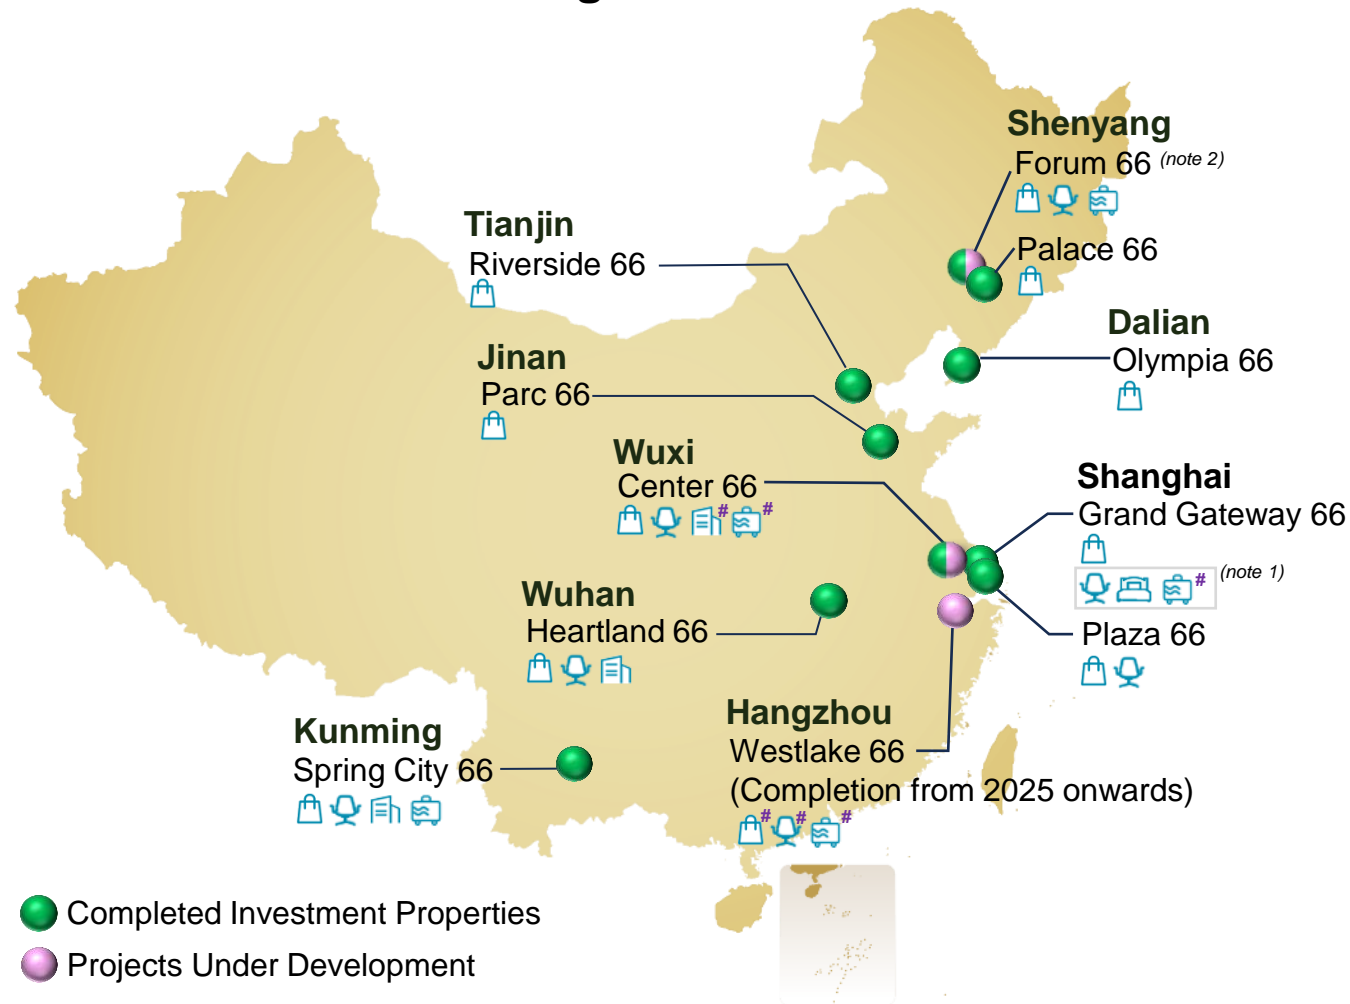 Shenyang
Forum 66 (note 2)
Palace 66
Tianjin
Riverside 66
Dalian
Olympia 66
Jinan
Parc 66
Wuxi
Center 66
# #
Shanghai
Grand Gateway 66
# (note 1)
Plaza 66
Wuhan
Heartland 66
Hangzhou
Westlake 66
(Completion from 2025 onwards)
# # #
Kunming
Spring City 66
Completed Investment Properties
Projects Under Development